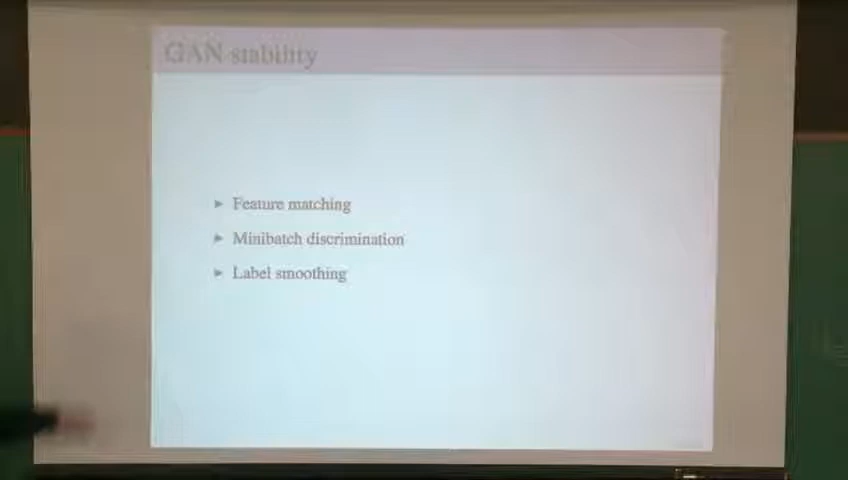 GAN stability
Feature matching
Minibatch discrimination
Label smoothing